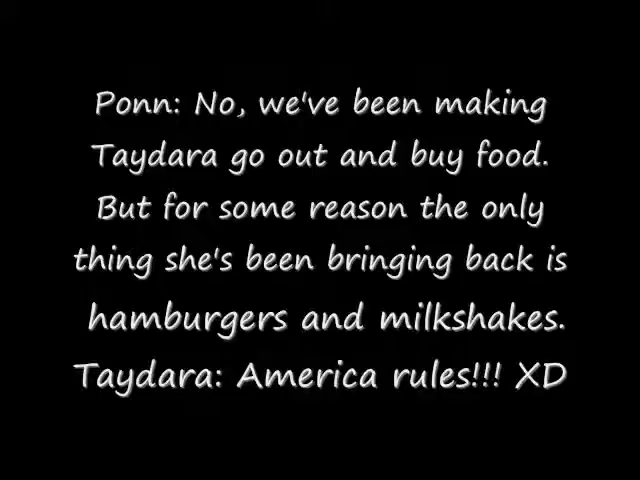 Ponn: No, we've been making
Taydara go out and buy food.
But for some reason the only
thing she's been bringing back is
hamburgers and milkshakes.
Taydara: America rules!!! XD